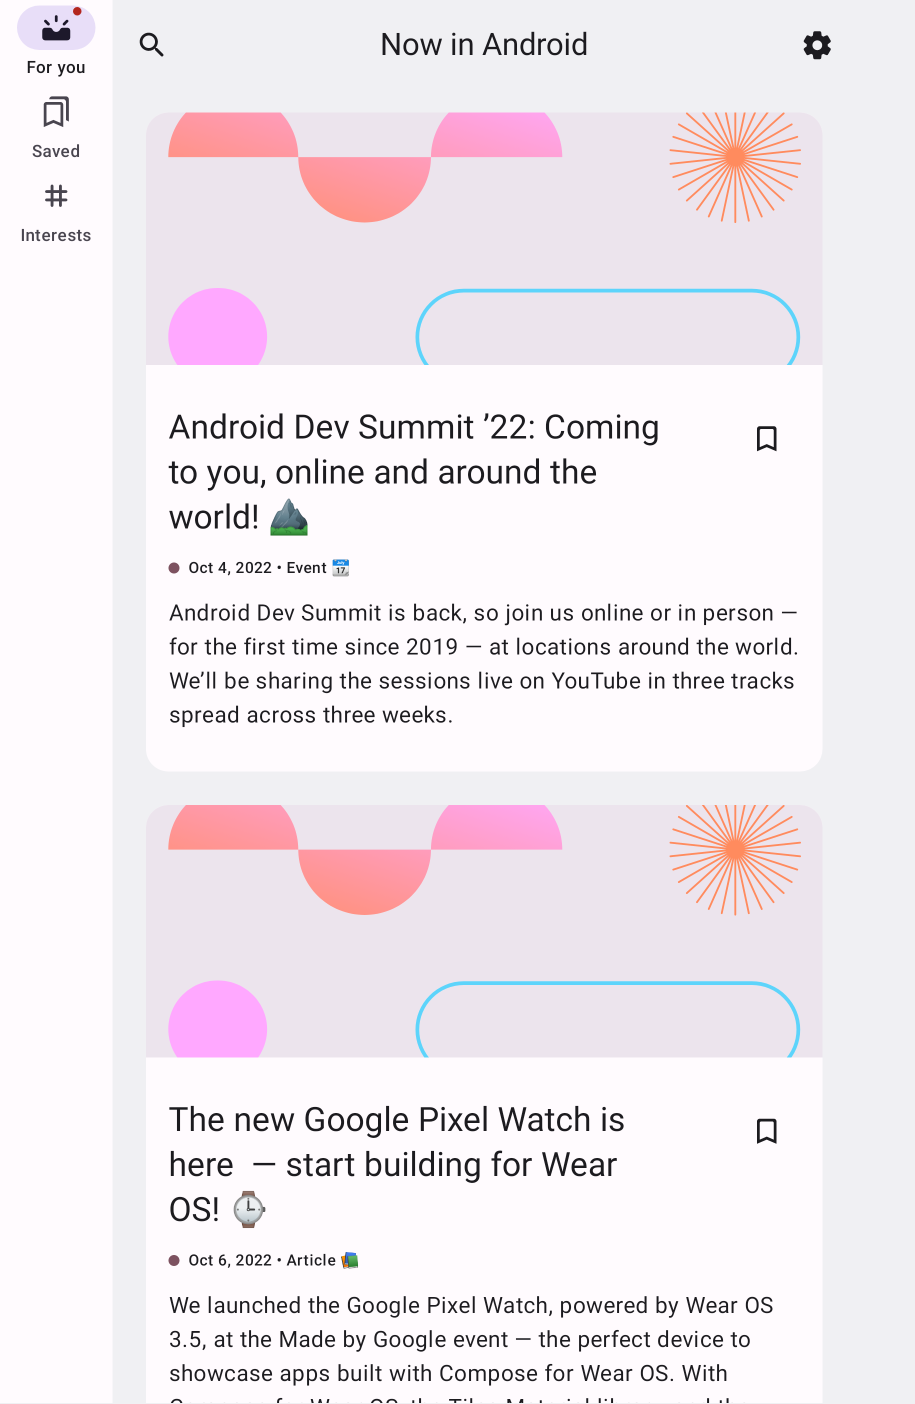 For you
Saved
Interests
Now in Android
Android Dev Summit ’22: Coming
to you, online and around the
world! ⛰️
Oct 4, 2022 • Event 📆
Android Dev Summit is back, so join us online or in person —
for the first time since 2019 — at locations around the world.
We’ll be sharing the sessions live on YouTube in three tracks
spread across three weeks.
The new Google Pixel Watch is
here  — start building for Wear
OS! ⌚
Oct 6, 2022 • Article 📚
We launched the Google Pixel Watch, powered by Wear OS
3.5, at the Made by Google event — the perfect device to
showcase apps built with Compose for Wear OS. With